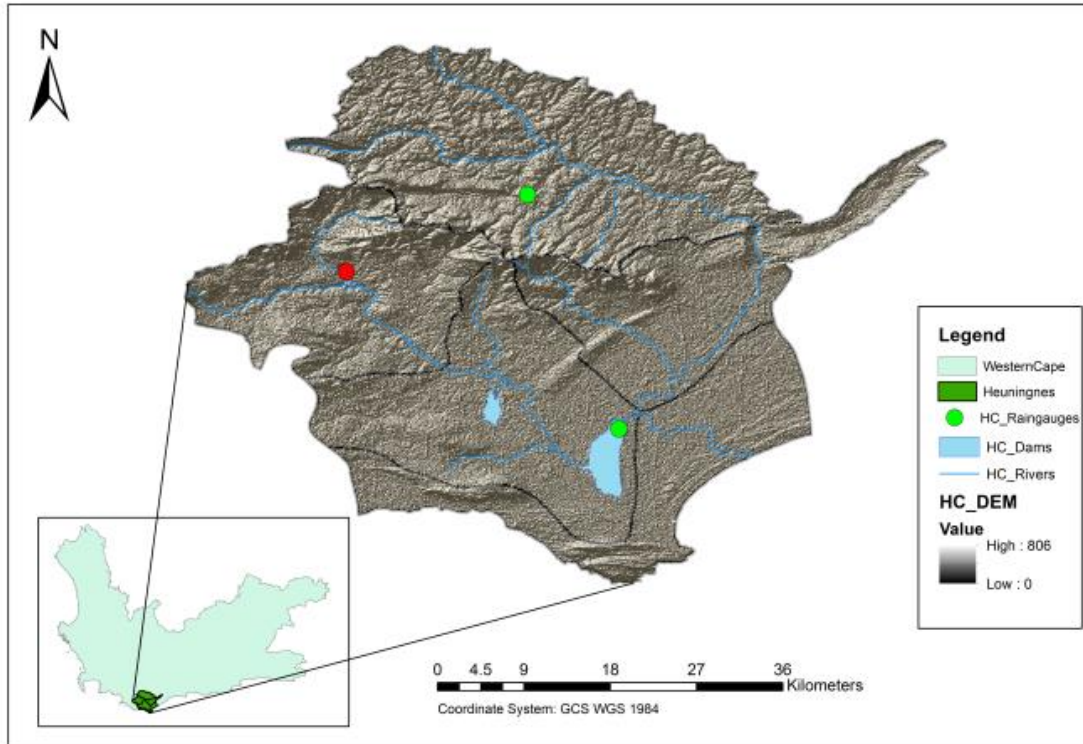 N
Legend
WesternCape
Heuningnes
HC_Raingauges
HC_Dams
HC_Rivers
HC_DEM
Value
High : 806
Low : 0
0 4.5 9 18 27 36
Kilometers
Coordinate System: GCS WGS 1984